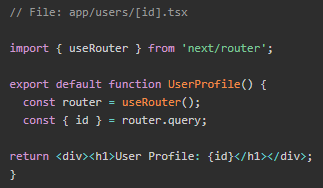 // File: app/users/[id].tsx
import { useRouter } from 'next/router';
export default function UserProfile() {
const router = useRouter();
const { id } = router.query;
return <div><h1>User Profile: {id}</h1></div>;
}